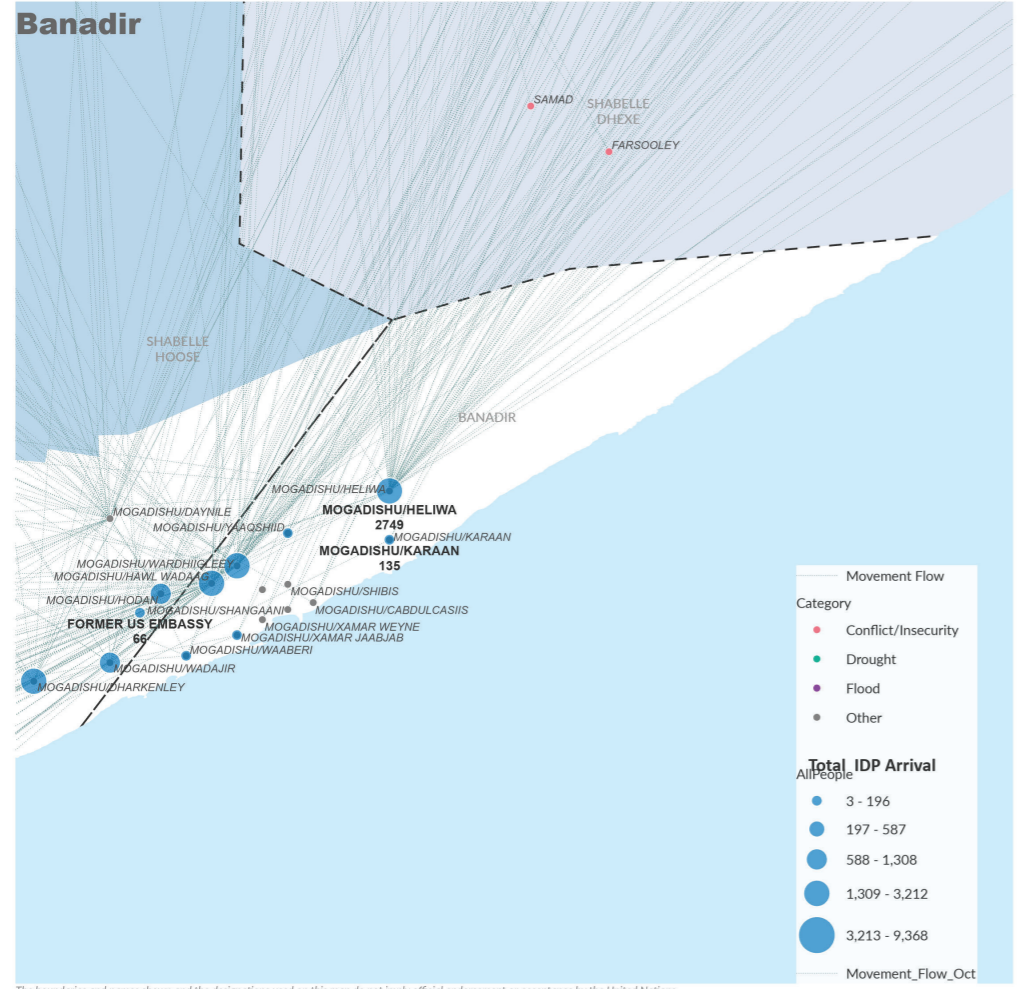 Banadir
SAMAD
SHABELLE
DHEXE
FARSOOLEY
SHABELLE
HOOSE
BANADIR
MOGADISHU/HELIWA
MOGADISHU/HELIWA
2749
MOGADISHU/DAYNILE
MOGADISHU/YAAQSHIID
MOGADISHU/KARAAN
MOGADISHU/KARAAN
135
MOGADISHU/WARDHIIGLEEY
MOGADISHU/HAWL WADAAG
MOGADISHU/HODAN
MOGADISHU/SHIBIS
MOGADISHU/SHANGAANI
MOGADISHU/CABDULCASIIS
FORMER US EMBASSY
66
MOGADISHU/XAMAR WEYNE
MOGADISHU/XAMAR JAABJAB
MOGADISHU/WAABERI
MOGADISHU/WADAJIR
MOGADISHU/DHARKENLEY
Movement Flow
Category
Conflict/Insecurity
Drought
Flood
Other
Total IDP Arrival
AllPeople
3 - 196
197 - 587
588 - 1,308
1,309 - 3,212
3,213 - 9,368
Movement_Flow_Oct